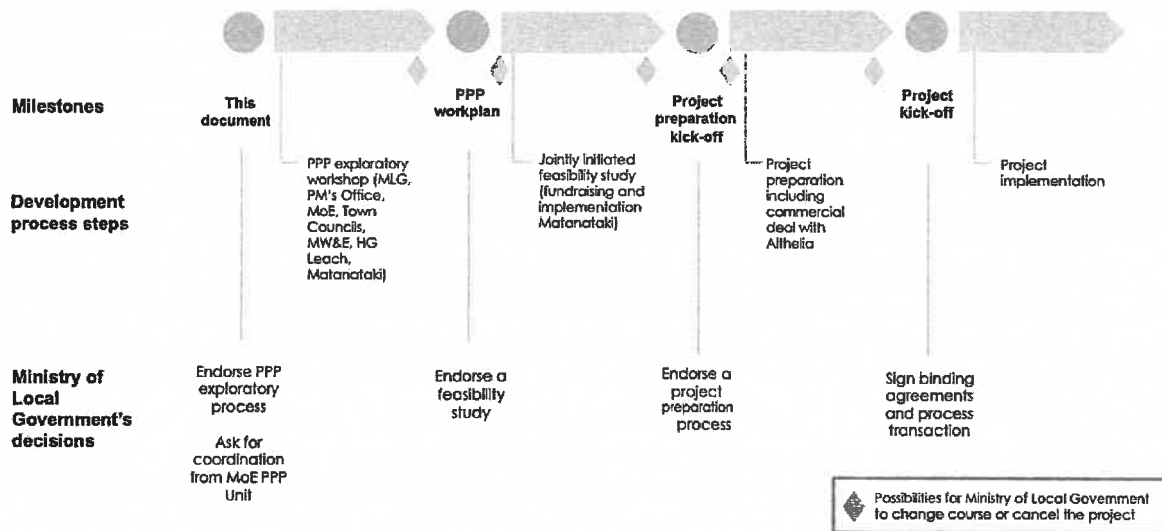 Milestones
This
document
PPP
workplan
Project
preparation
kick-off
Project
kick-off
Development
process steps
PPP exploratory
workshop (MLG,
PM's Office,
MoE, Town
Councils,
MW&E, HG
Leach,
Matanataki)
Jointly initiated
feasibility study
(fundraising and
implementation
Matanataki)
Project
preparation
including
commercial
deal with
Althelia
Project
implementation
Ministry of
Local
Government's
decisions
Endorse PPP
exploratory
process
Ask for
coordination
from MoE PPP
Unit
Endorse a
feasibility
study
Endorse a
project
preparation
process
Sign binding
agreements
and process
transaction
Possibilities for Ministry of Local Government
to change course or cancel the project